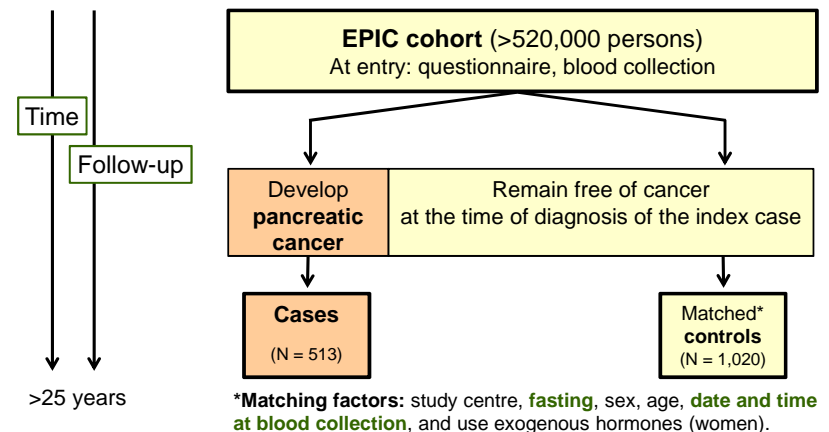 EPIC cohort (>520,000 persons)
At entry: questionnaire, blood collection
Time
Follow-up
Develop
pancreatic
cancer
Remain free of cancer
at the time of diagnosis of the index case
Cases
(N = 513)
Matched*
controls
(N = 1,020)
>25 years
*Matching factors: study centre, fasting, sex, age, date and time
at blood collection, and use exogenous hormones (women).